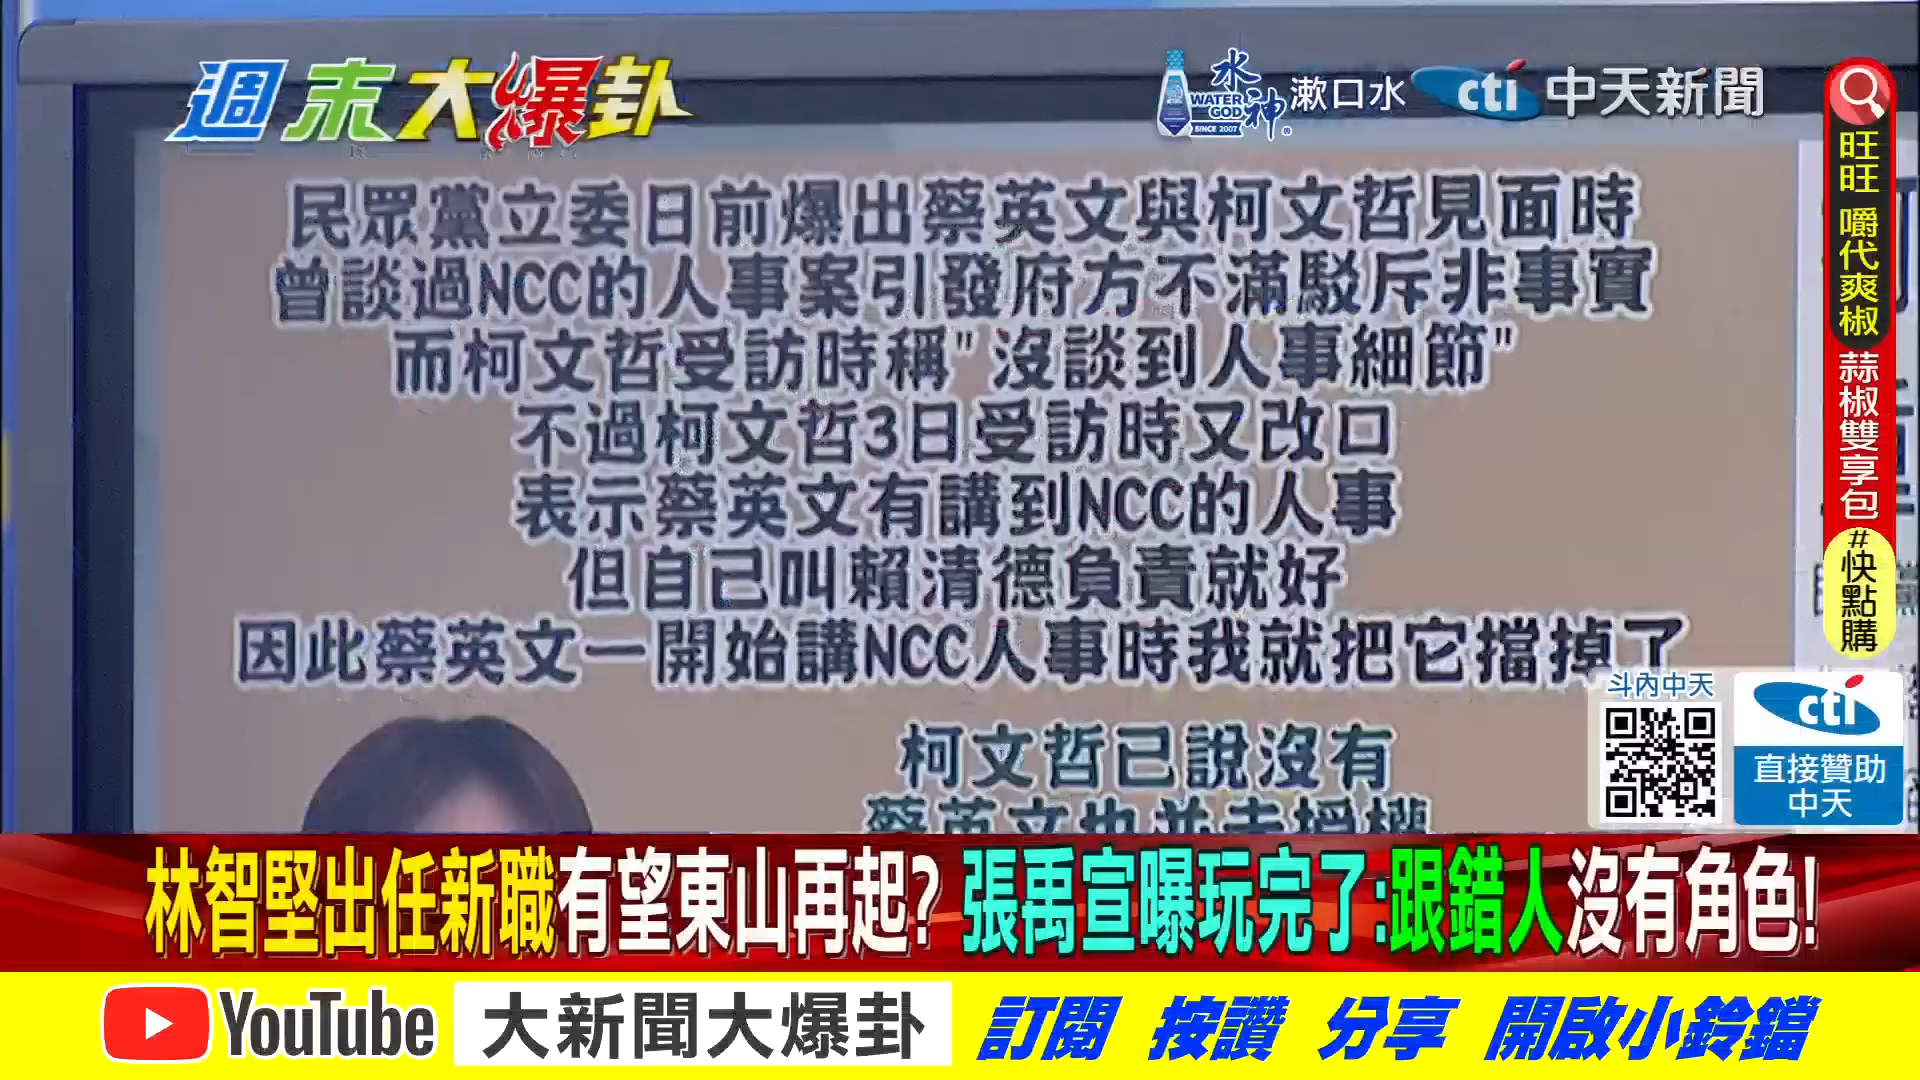 週末大爆卦
水神
WATER GOD
SINCE 2007
漱口水
cti 中天新聞
旺旺 嚼代爽椒
蒜椒雙享包
#快點購
民眾黨立委日前爆出蔡英文與柯文哲見面時
曾談過NCC的人事案引發府方不滿駁斥非事實
而柯文哲受訪時稱"沒談到人事細節"
不過柯文哲3日受訪時又改口
表示蔡英文有講到NCC的人事
但自己叫賴清德負責就好
因此蔡英文一開始講NCC人事時我就把它擋掉了
柯文哲已說沒有
蔡英文也並未授權
斗內中天
cti
直接贊助
中天
林智堅出任新職有望東山再起? 張禹宣曝玩完了:跟錯人沒有角色!
YouTube 大新聞大爆卦 訂閱 按讚 分享 開啟小鈴鐺